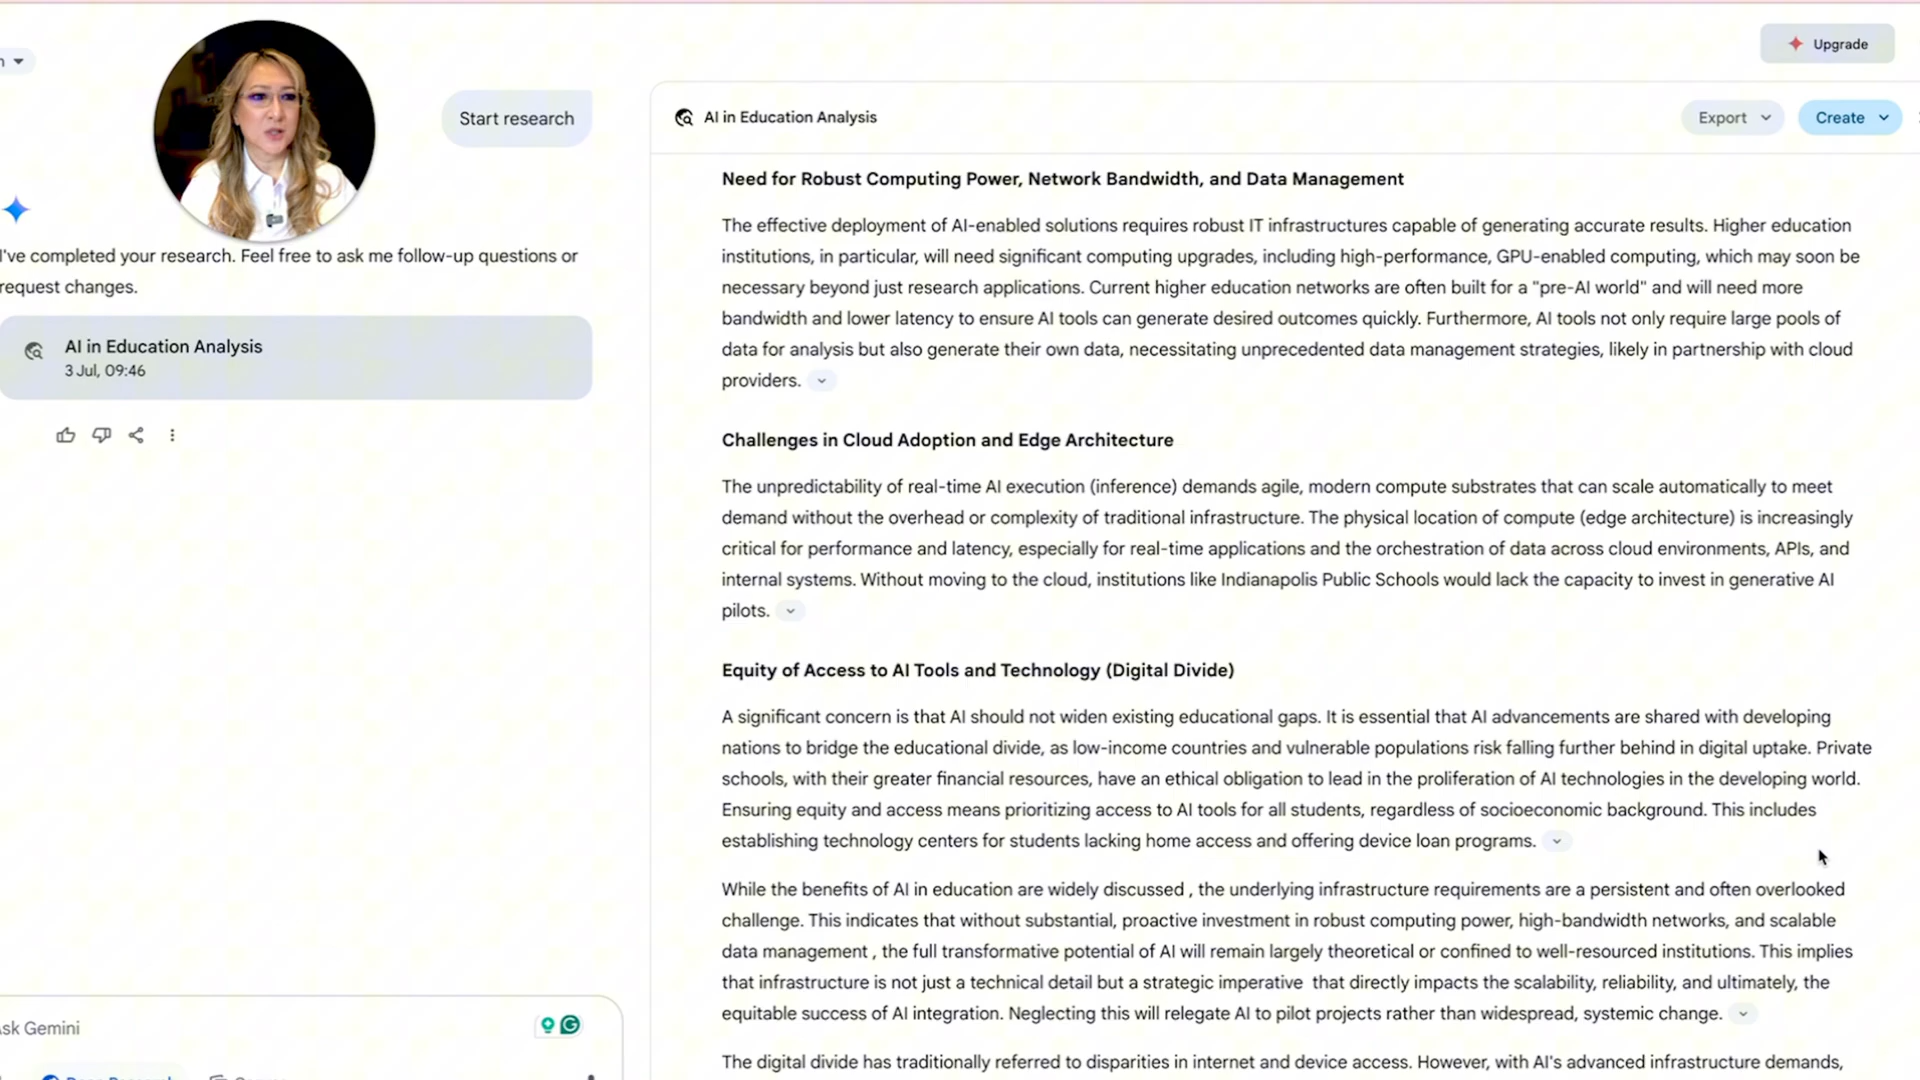 Upgrade
Start research
I've completed your research. Feel free to ask me follow-up questions or
request changes.
AI in Education Analysis
3 Jul, 09:46
Ask Gemini
AI in Education Analysis
Export
Create
Need for Robust Computing Power, Network Bandwidth, and Data Management
The effective deployment of AI-enabled solutions requires robust IT infrastructures capable of generating accurate results. Higher education
institutions, in particular, will need significant computing upgrades, including high-performance, GPU-enabled computing, which may soon be
necessary beyond just research applications. Current higher education networks are often built for a "pre-AI world" and will need more
bandwidth and lower latency to ensure AI tools can generate desired outcomes quickly. Furthermore, AI tools not only require large pools of
data for analysis but also generate their own data, necessitating unprecedented data management strategies, likely in partnership with cloud
providers.
Challenges in Cloud Adoption and Edge Architecture
The unpredictability of real-time AI execution (inference) demands agile, modern compute substrates that can scale automatically to meet
demand without the overhead or complexity of traditional infrastructure. The physical location of compute (edge architecture) is increasingly
critical for performance and latency, especially for real-time applications and the orchestration of data across cloud environments, APIs, and
internal systems. Without moving to the cloud, institutions like Indianapolis Public Schools would lack the capacity to invest in generative AI
pilots.
Equity of Access to AI Tools and Technology (Digital Divide)
A significant concern is that AI should not widen existing educational gaps. It is essential that AI advancements are shared with developing
nations to bridge the educational divide, as low-income countries and vulnerable populations risk falling further behind in digital uptake. Private
schools, with their greater financial resources, have an ethical obligation to lead in the proliferation of AI technologies in the developing world.
Ensuring equity and access means prioritizing access to AI tools for all students, regardless of socioeconomic background. This includes
establishing technology centers for students lacking home access and offering device loan programs.
While the benefits of AI in education are widely discussed , the underlying infrastructure requirements are a persistent and often overlooked
challenge. This indicates that without substantial, proactive investment in robust computing power, high-bandwidth networks, and scalable
data management , the full transformative potential of AI will remain largely theoretical or confined to well-resourced institutions. This implies
that infrastructure is not just a technical detail but a strategic imperative  that directly impacts the scalability, reliability, and ultimately, the
equitable success of AI integration. Neglecting this will relegate AI to pilot projects rather than widespread, systemic change.
The digital divide has traditionally referred to disparities in internet and device access. However, with AI's advanced infrastructure demands,